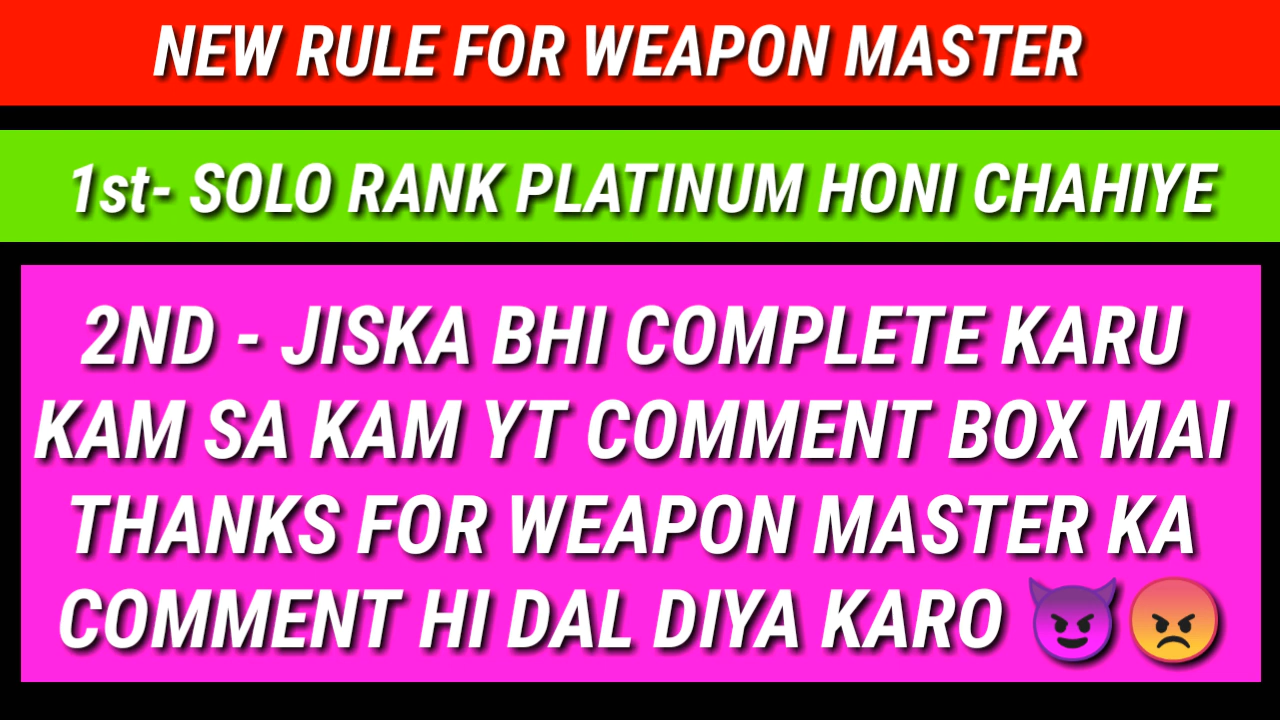 NEW RULE FOR WEAPON MASTER
1st- SOLO RANK PLATINUM HONI CHAHIYE
2ND - JISKA BHI COMPLETE KARU
KAM SA KAM YT COMMENT BOX MAI
THANKS FOR WEAPON MASTER KA
COMMENT HI DAL DIYA KARO 😈😡